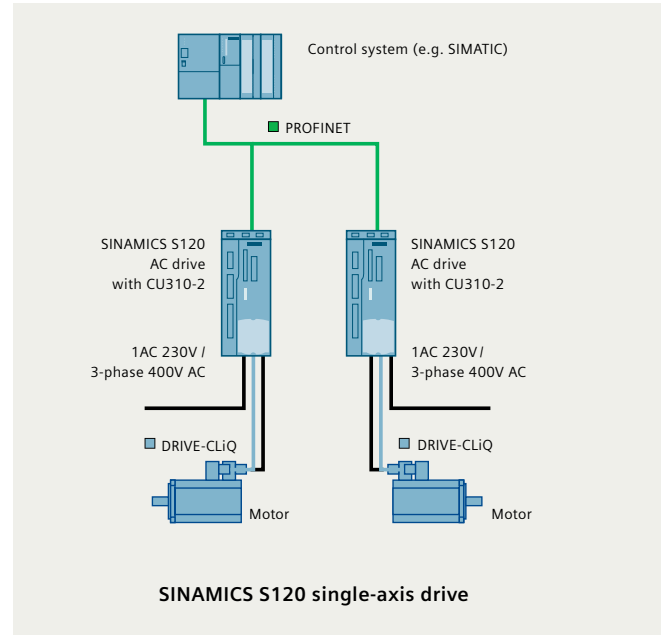 Control system (e.g. SIMATIC)
PROFINET
SINAMICS S120
AC drive
with CU310-2
SINAMICS S120
AC drive
with CU310-2
1AC 230V /
3-phase 400V AC
1AC 230V /
3-phase 400V AC
DRIVE-CLiQ
DRIVE-CLiQ
Motor
Motor
SINAMICS S120 single-axis drive